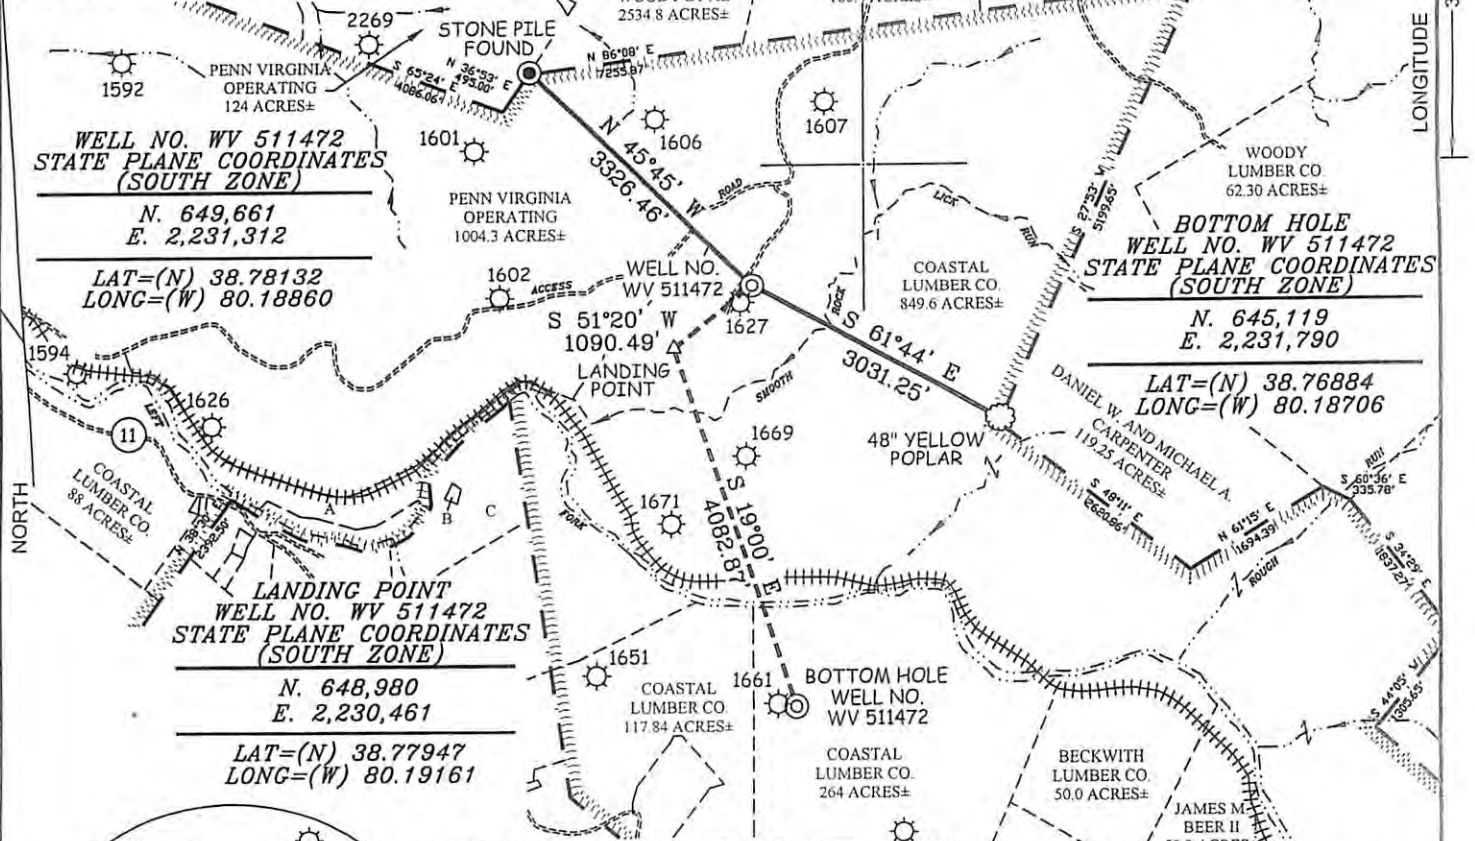 2269
STONE PILE
FOUND
2534.8 ACRES±
1592
PENN VIRGINIA
OPERATING
124 ACRES±
S 65°24' E
4086.06'
N 36°53' E
495.00'
N 86°08' E
7255.87'
LONGITUDE
WELL NO. WV 511472
STATE PLANE COORDINATES
(SOUTH ZONE)
N. 649,661
E. 2,231,312
LAT=(N) 38.78132
LONG=(W) 80.18860
1601
1606
1607
N 45°45' W
3326.46'
PENN VIRGINIA
OPERATING
1004.3 ACRES±
ROAD
LICK
RUN
S 27°53' W
5199.65'
WOODY
LUMBER CO.
62.30 ACRES±
BOTTOM HOLE
WELL NO. WV 511472
STATE PLANE COORDINATES
(SOUTH ZONE)
N. 645,119
E. 2,231,790
LAT=(N) 38.76884
LONG=(W) 80.18706
1602
ACCESS
WELL NO.
WV 511472
1627
COASTAL
LUMBER CO.
849.6 ACRES±
ROCK
S 51°20' W
1090.49'
LANDING
POINT
S 61°44' E
3031.25'
SMOOTH
1594
1626
LEFT
11
COASTAL
LUMBER CO.
88 ACRES±
NORTH
A
B
C
FORK
1669
1671
48" YELLOW
POPLAR
DANIEL W. AND MICHAEL A.
CARPENTER
119.25 ACRES±
S 48°11' E
2620.86'
N 61°15' E
1694.39'
RUN
S 60°36' E
335.78'
S 36°29' E
1837.27'
ROUGH
S 19°00' E
4082.87'
LANDING POINT
WELL NO. WV 511472
STATE PLANE COORDINATES
(SOUTH ZONE)
N. 648,980
E. 2,230,461
LAT=(N) 38.77947
LONG=(W) 80.19161
1651
1661
BOTTOM HOLE
WELL NO.
WV 511472
COASTAL
LUMBER CO.
117.84 ACRES±
COASTAL
LUMBER CO.
264 ACRES±
BECKWITH
LUMBER CO.
50.0 ACRES±
S 44°05' W
1305.65'
JAMES M.
BEER II